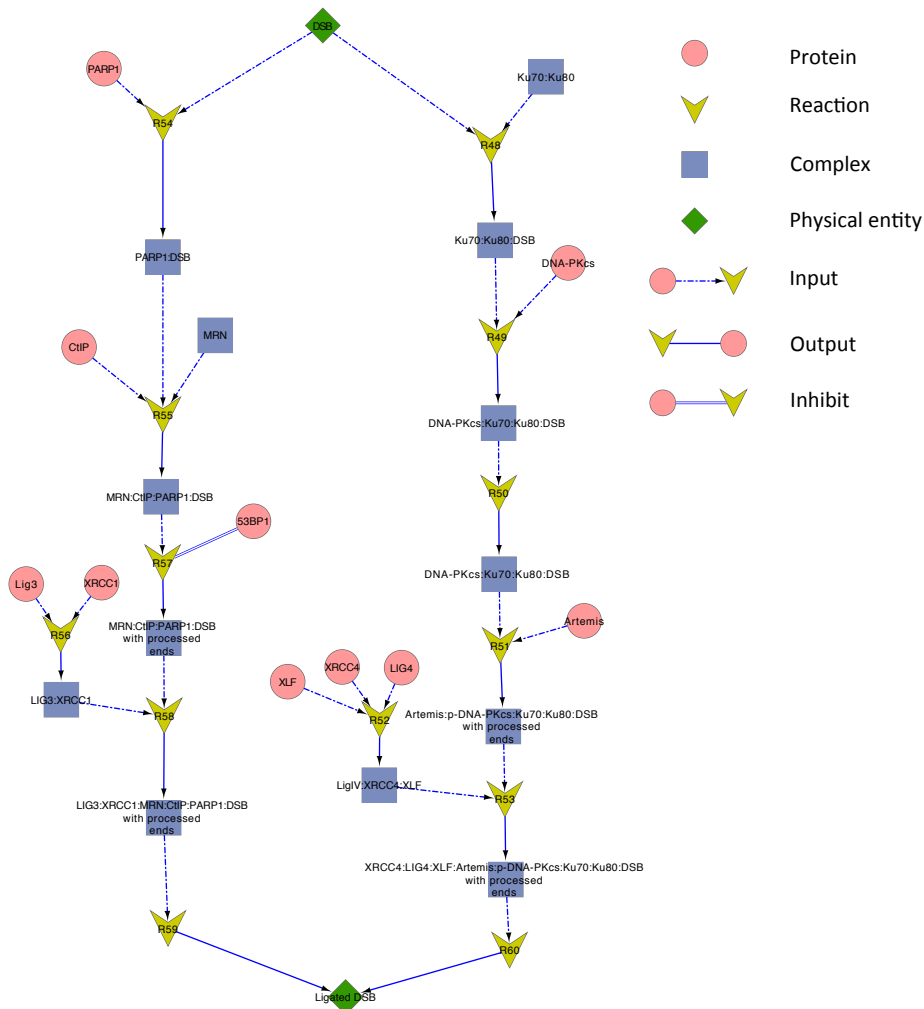 DSB
PARP1
Ku70:Ku80
R54
R48
PARP1:DSB
Ku70:Ku80:DSB
DNA-PKcs
CtIP
MRN
R49
R55
DNA-PKcs:Ku70:Ku80:DSB
MRN:CtIP:PARP1:DSB
R50
53BP1
R57
Lig3
XRCC1
DNA-PKcs:Ku70:Ku80:DSB
R56
MRN:CtIP:PARP1:DSB
with processed
ends
Artemis
R51
LIG3:XRCC1
R58
XLF
XRCC4
LIG4
R52
Artemis:p-DNA-PKcs:Ku70:Ku80:DSB
with processed
ends
LigIV:XRCC4:XLF
R53
LIG3:XRCC1:MRN:CtIP:PARP1:DSB
with processed
ends
XRCC4:LIG4:XLF:Artemis:p-DNA-PKcs:Ku70:Ku80:DSB
with processed
ends
R59
R60
Ligated DSB
Protein
Reaction
Complex
Physical entity
Input
Output
Inhibit